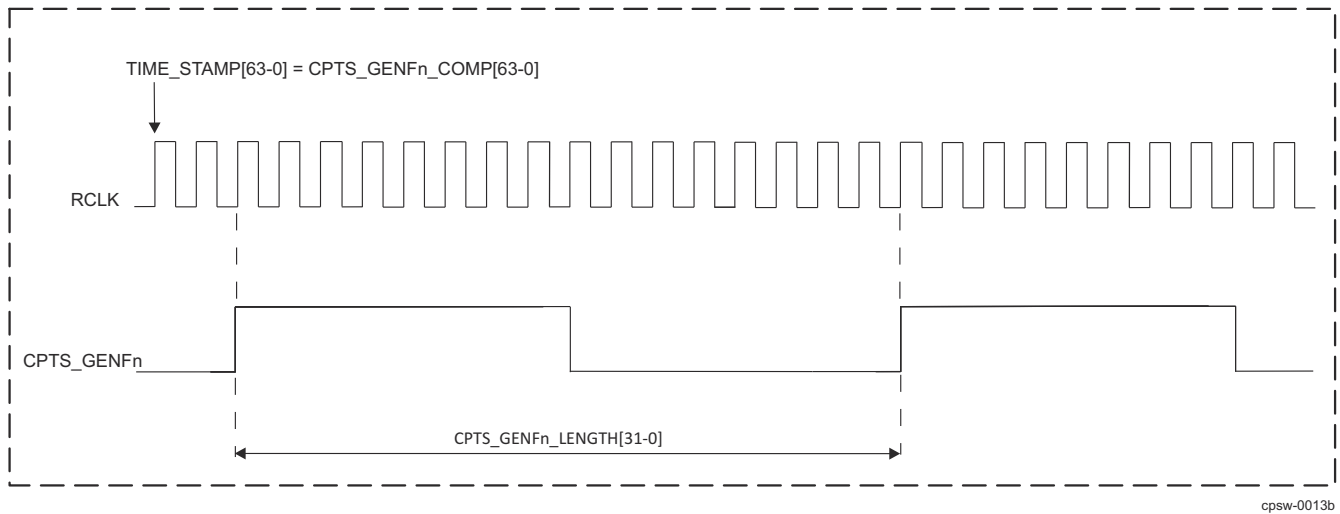 TIME_STAMP[63-0] = CPTS_GENFn_COMP[63-0]
RCLK
CPTS_GENFn
CPTS_GENFn_LENGTH[31-0]
cpsw-0013b